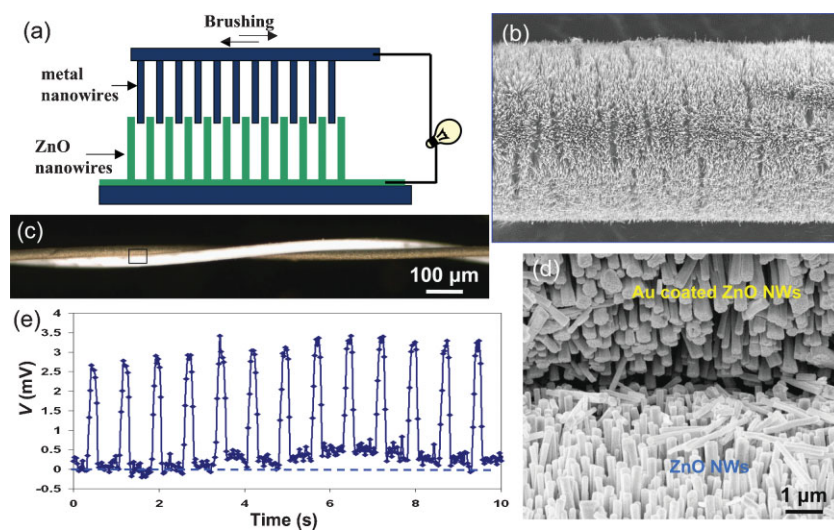 (a)
Brushing
metal
nanowires
ZnO
nanowires
(b)
(c)
100 µm
(d)
Au coated ZnO NWs
ZnO NWs
1 µm
(e)
V (mV)
4
3.5
3
2.5
2
1.5
1
0.5
0
−0.5
0 2 4 6 8 10
Time (s)